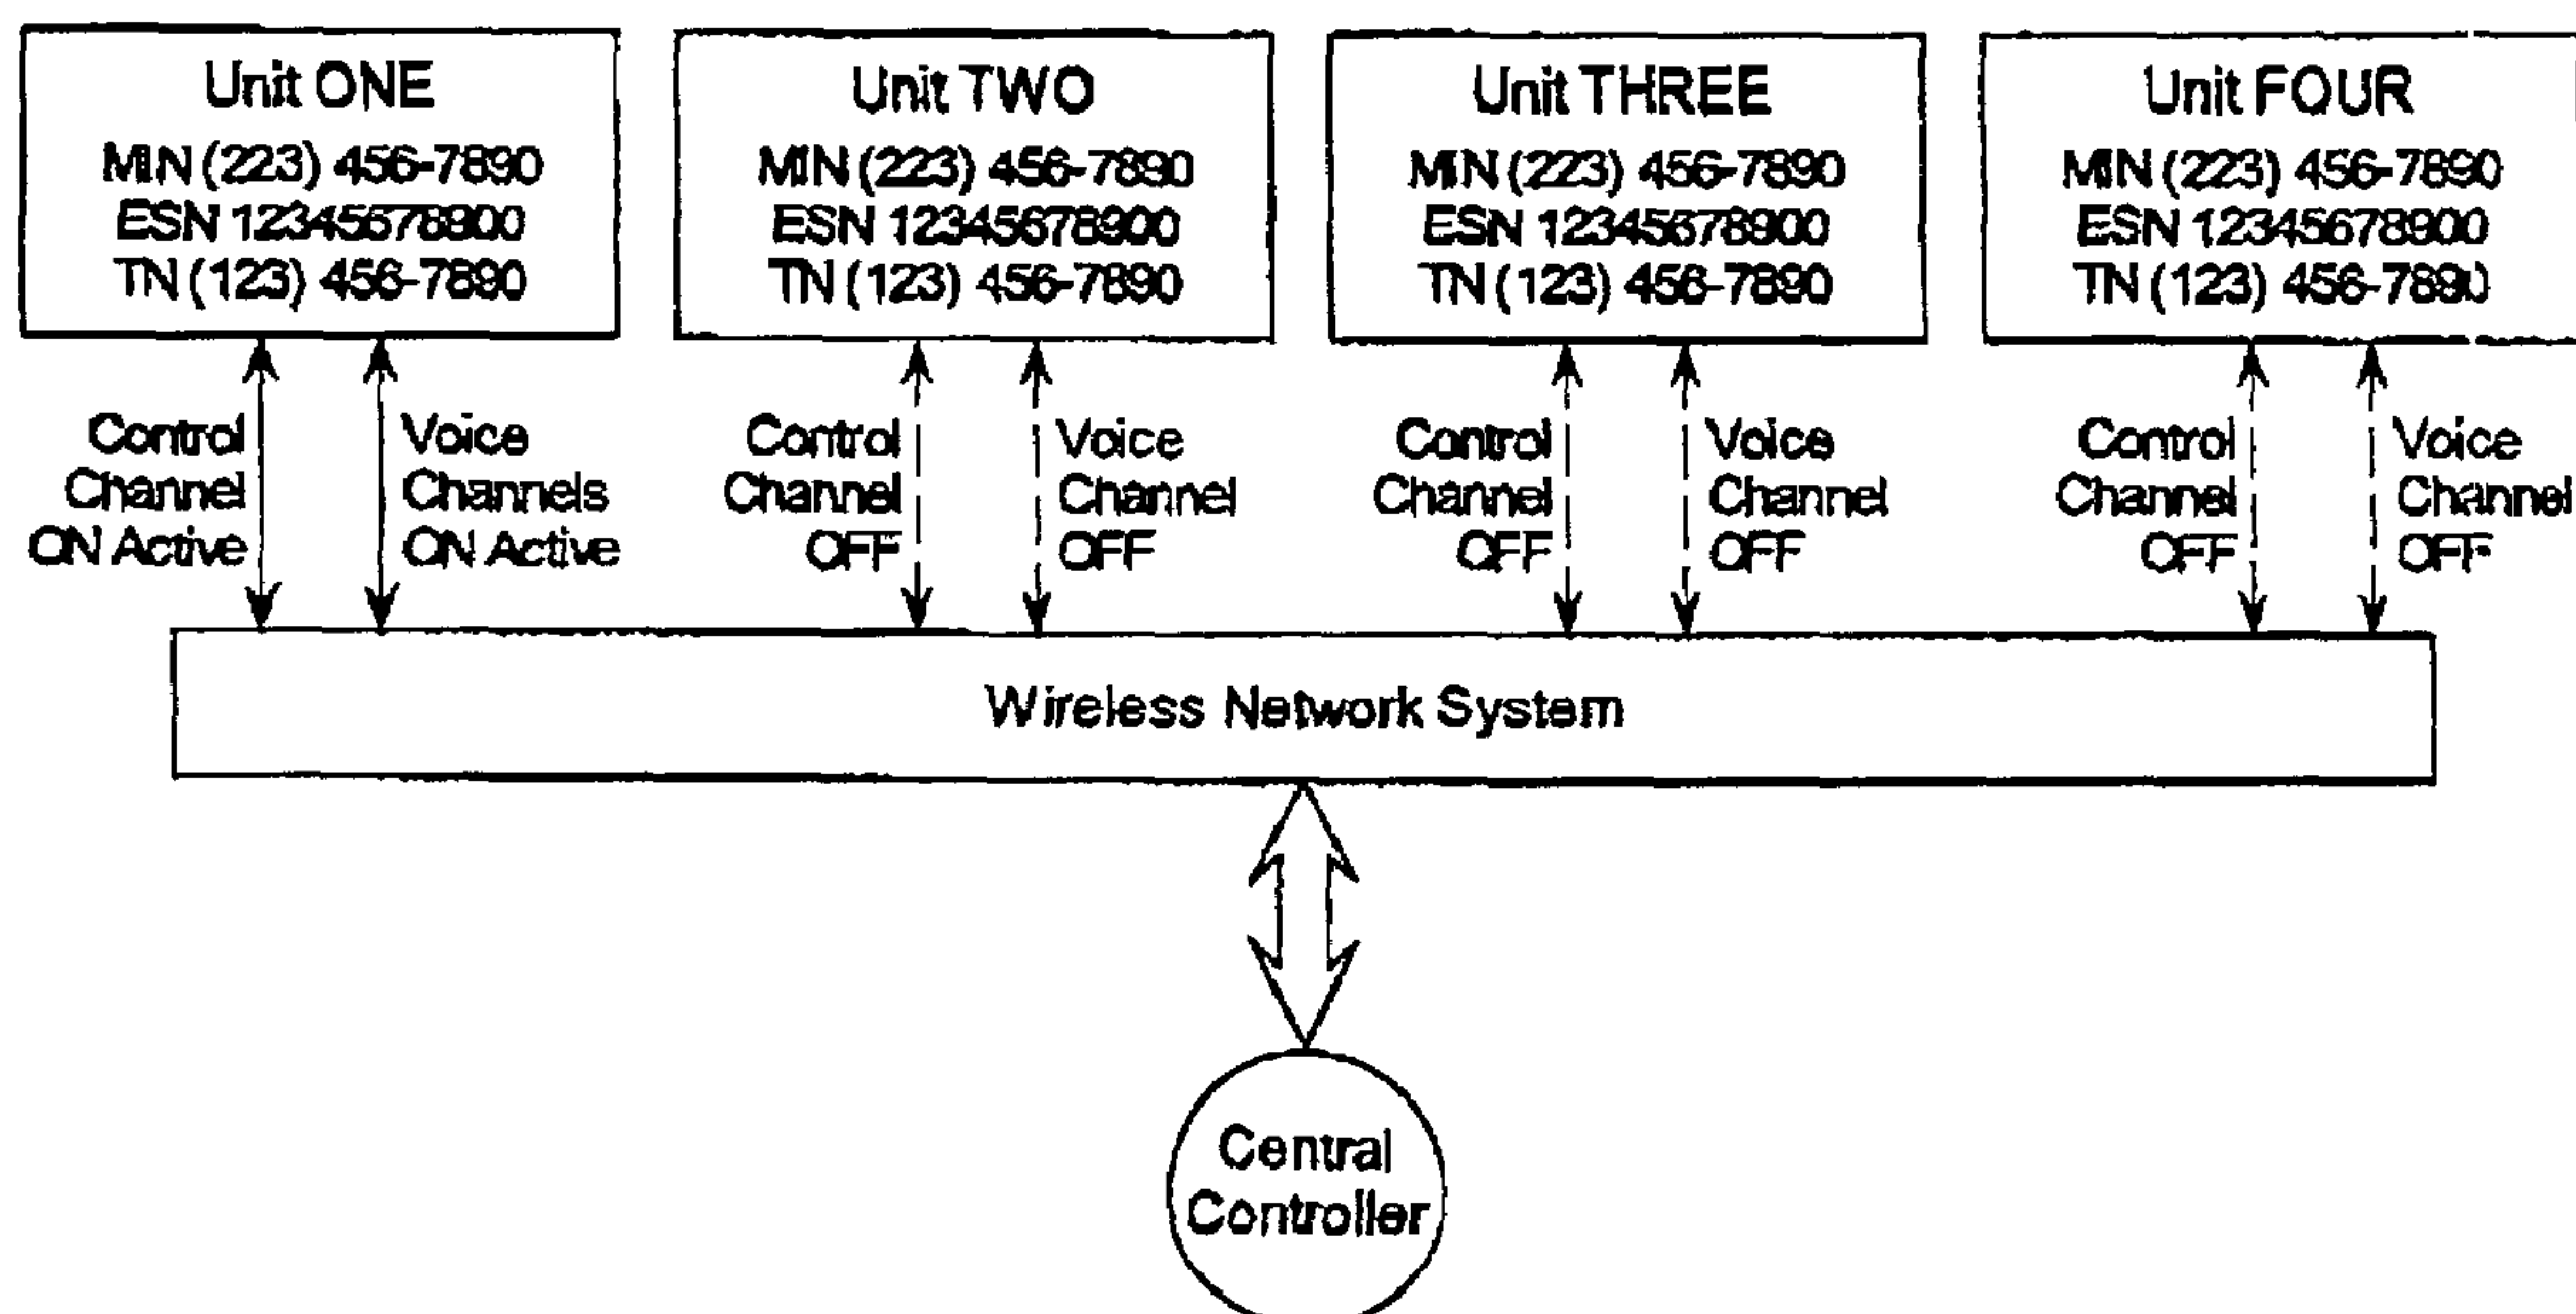 Unit ONE
MIN (223) 456-7890
ESN 12345678900
TN (123) 456-7890
Unit TWO
MIN (223) 456-7890
ESN 12345678900
TN (123) 456-7890
Unit THREE
MIN (223) 456-7890
ESN 12345678900
TN (123) 456-7890
Unit FOUR
MIN (223) 456-7890
ESN 12345678900
TN (123) 456-7890
Control
Channel
ON Active
Voice
Channels
ON Active
Control
Channel
OFF
Voice
Channel
OFF
Control
Channel
OFF
Voice
Channel
OFF
Control
Channel
OFF
Voice
Channel
OFF
Wireless Network System
Central
Controller